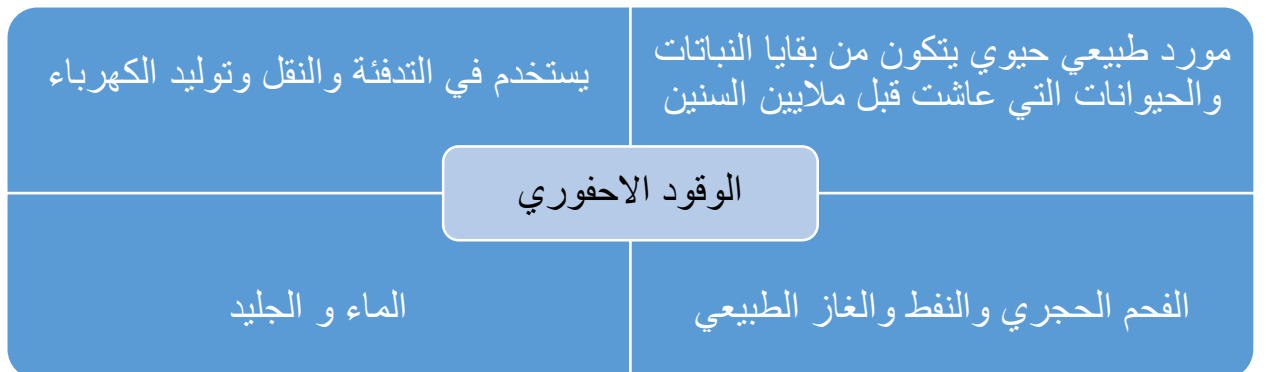 مورد طبيعي حيوي يتكون من بقايا النباتات
والحيوانات التي عاشت قبل ملايين السنين
يستخدم في التدفئة والنقل وتوليد الكهرباء
الوقود الاحفوري
الفحم الحجري والنفط والغاز الطبيعي
الماء و الجليد